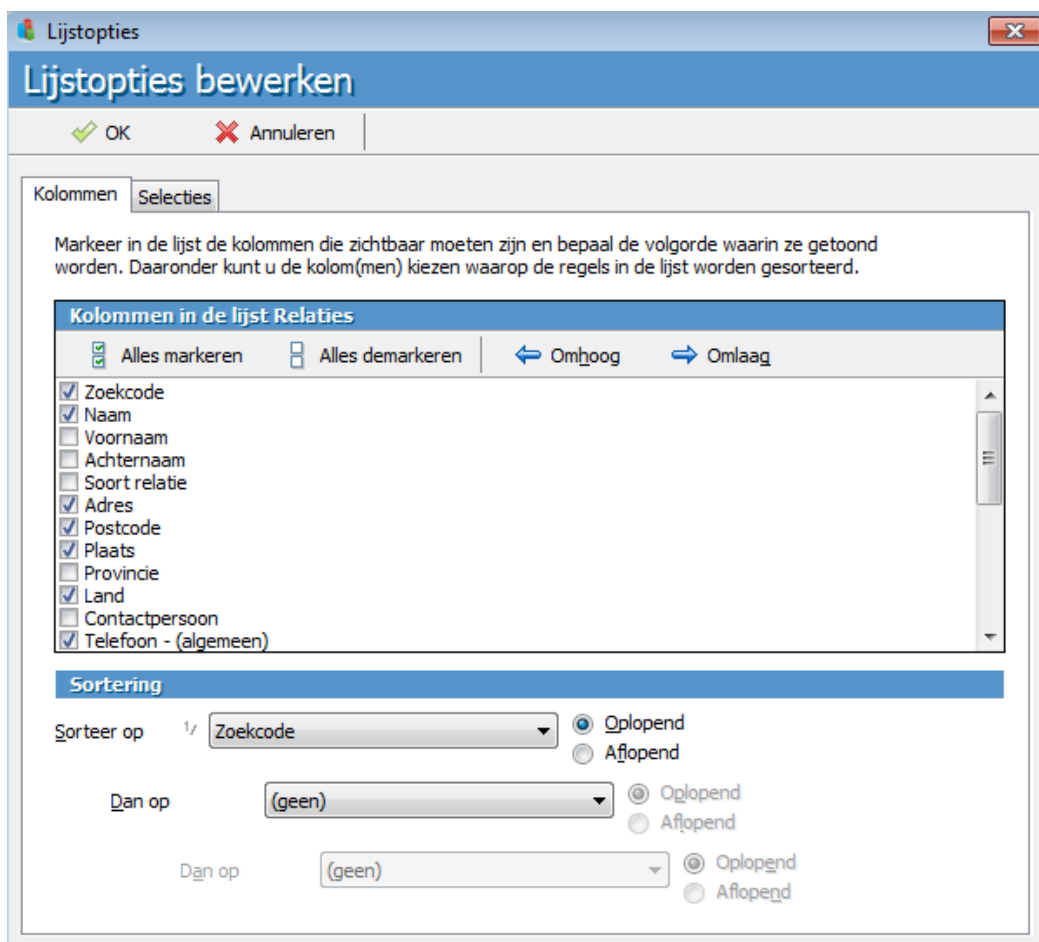 Lijstopties
Lijstopties bewerken
OK Annuleren
Kolommen Selecties
Markeer in de lijst de kolommen die zichtbaar moeten zijn en bepaal de volgorde waarin ze getoond
worden. Daaronder kunt u de kolom(men) kiezen waarop de regels in de lijst worden gesorteerd.
Kolommen in de lijst Relaties
Alles markeren Alles demarkeren Omhoog Omlaag
Zoekcode
Naam
Voornaam
Achternaam
Soort relatie
Adres
Postcode
Plaats
Provincie
Land
Contactpersoon
Telefoon - (algemeen)
Sortering
Sorteer op 1/ Zoekcode Oplopend
Aflopend
Dan op (geen) Oplopend
Aflopend
Dan op (geen) Oplopend
Aflopend